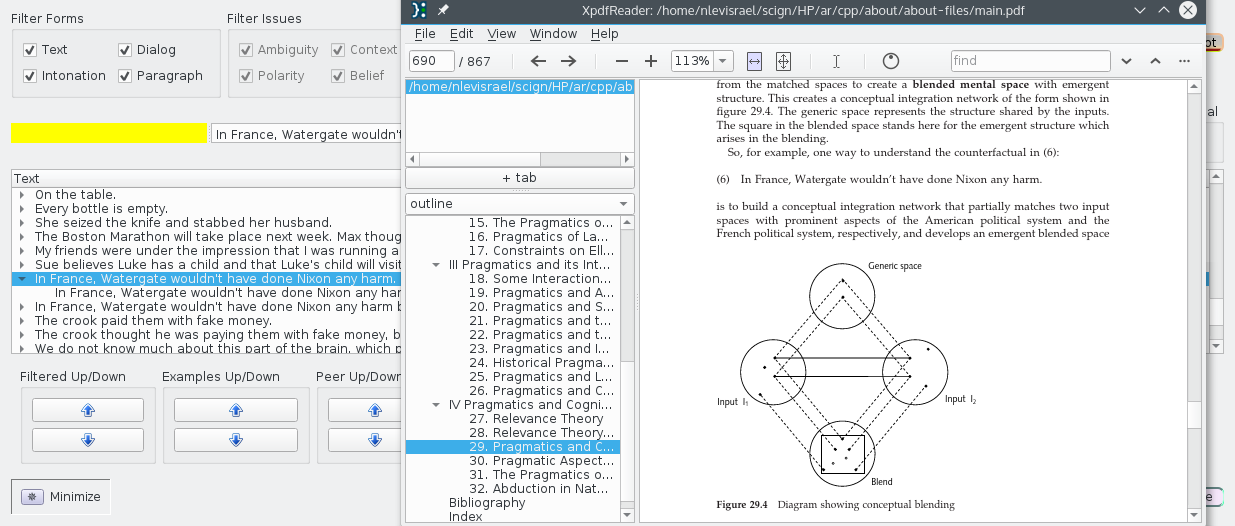 Filter Forms
Filter Issues
Text
Dialog
Ambiguity
Context
Intonation
Paragraph
Polarity
Belief
In France, Watergate wouldn't
Text
On the table.
Every bottle is empty.
She seized the knife and stabbed her husband.
The Boston Marathon will take place next week. Max thoug
My friends were under the impression that I was running a
Sue believes Luke has a child and that Luke's child will visit
In France, Watergate wouldn't have done Nixon any harm.
In France, Watergate wouldn't have done Nixon any har
In France, Watergate wouldn't have done Nixon any harm b
The crook paid them with fake money.
The crook thought he was paying them with fake money, b
We do not know much about this part of the brain, which p
Filtered Up/Down
Examples Up/Down
Peer Up/Down
Minimize
XpdfReader: /home/nlevisrael/scign/HP/ar/cpp/about/about-files/main.pdf
File Edit View Window Help
690 / 867
113%
find
/home/nlevisrael/scign/HP/ar/cpp/ab
+ tab
outline
15. The Pragmatics o...
16. Pragmatics of La...
17. Constraints on Ell...
III Pragmatics and its Int...
18. Some Interaction...
19. Pragmatics and A...
20. Pragmatics and S...
21. Pragmatics and t...
22. Pragmatics and t...
23. Pragmatics and I...
24. Historical Pragma...
25. Pragmatics and L...
26. Pragmatics and C...
IV Pragmatics and Cogni...
27. Relevance Theory
28. Relevance Theory...
29. Pragmatics and C...
30. Pragmatic Aspect...
31. The Pragmatics o...
32. Abduction in Nat...
Bibliography
Index
from the matched spaces to create a blended mental space with emergent
structure. This creates a conceptual integration network of the form shown in
figure 29.4. The generic space represents the structure shared by the inputs.
The square in the blended space stands here for the emergent structure which
arises in the blending.
So, for example, one way to understand the counterfactual in (6):
(6) In France, Watergate wouldn't have done Nixon any harm.
is to build a conceptual integration network that partially matches two input
spaces with prominent aspects of the American political system and the
French political system, respectively, and develops an emergent blended space
Generic space
Input I₁
Input I₂
Blend
Figure 29.4 Diagram showing conceptual blending
ot
al
e